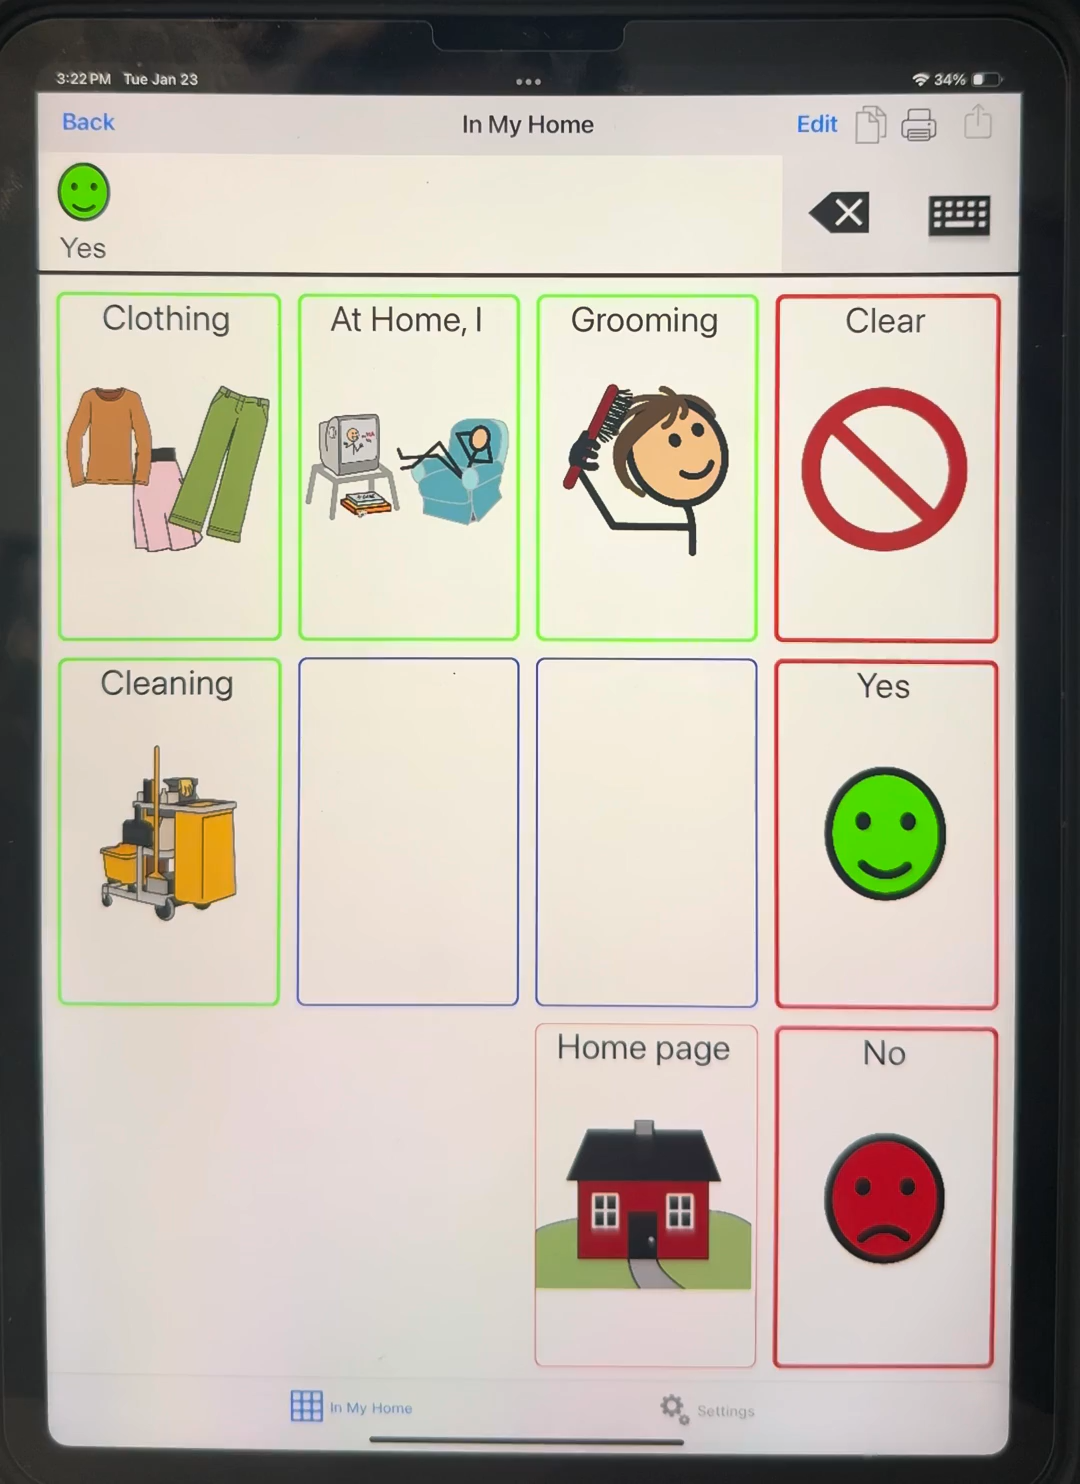 3:22 PM Tue Jan 23
34%
Back
In My Home
Edit
Yes
Clothing
At Home, I
Grooming
Clear
Cleaning
Yes
Home page
No
In My Home
Settings